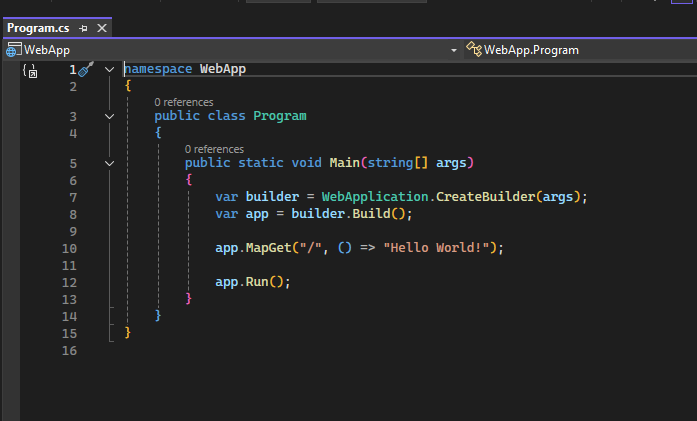 Program.cs
WebApp WebApp.Program
1 namespace WebApp
2 {
0 references
3 public class Program
4 {
0 references
5 public static void Main(string[] args)
6 {
7 var builder = WebApplication.CreateBuilder(args);
8 var app = builder.Build();
9
10 app.MapGet("/", () => "Hello World!");
11
12 app.Run();
13 }
14 }
15 }
16